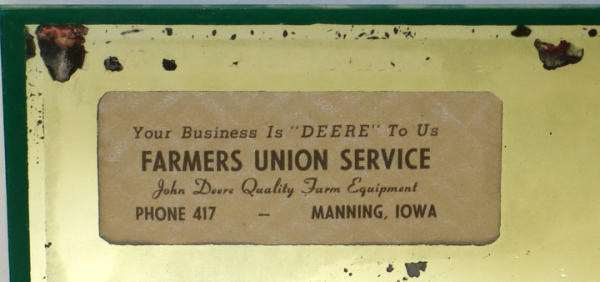 Your Business Is "DEERE" To Us
FARMERS UNION SERVICE
John Deere Quality Farm Equipment
PHONE 417 – MANNING, IOWA